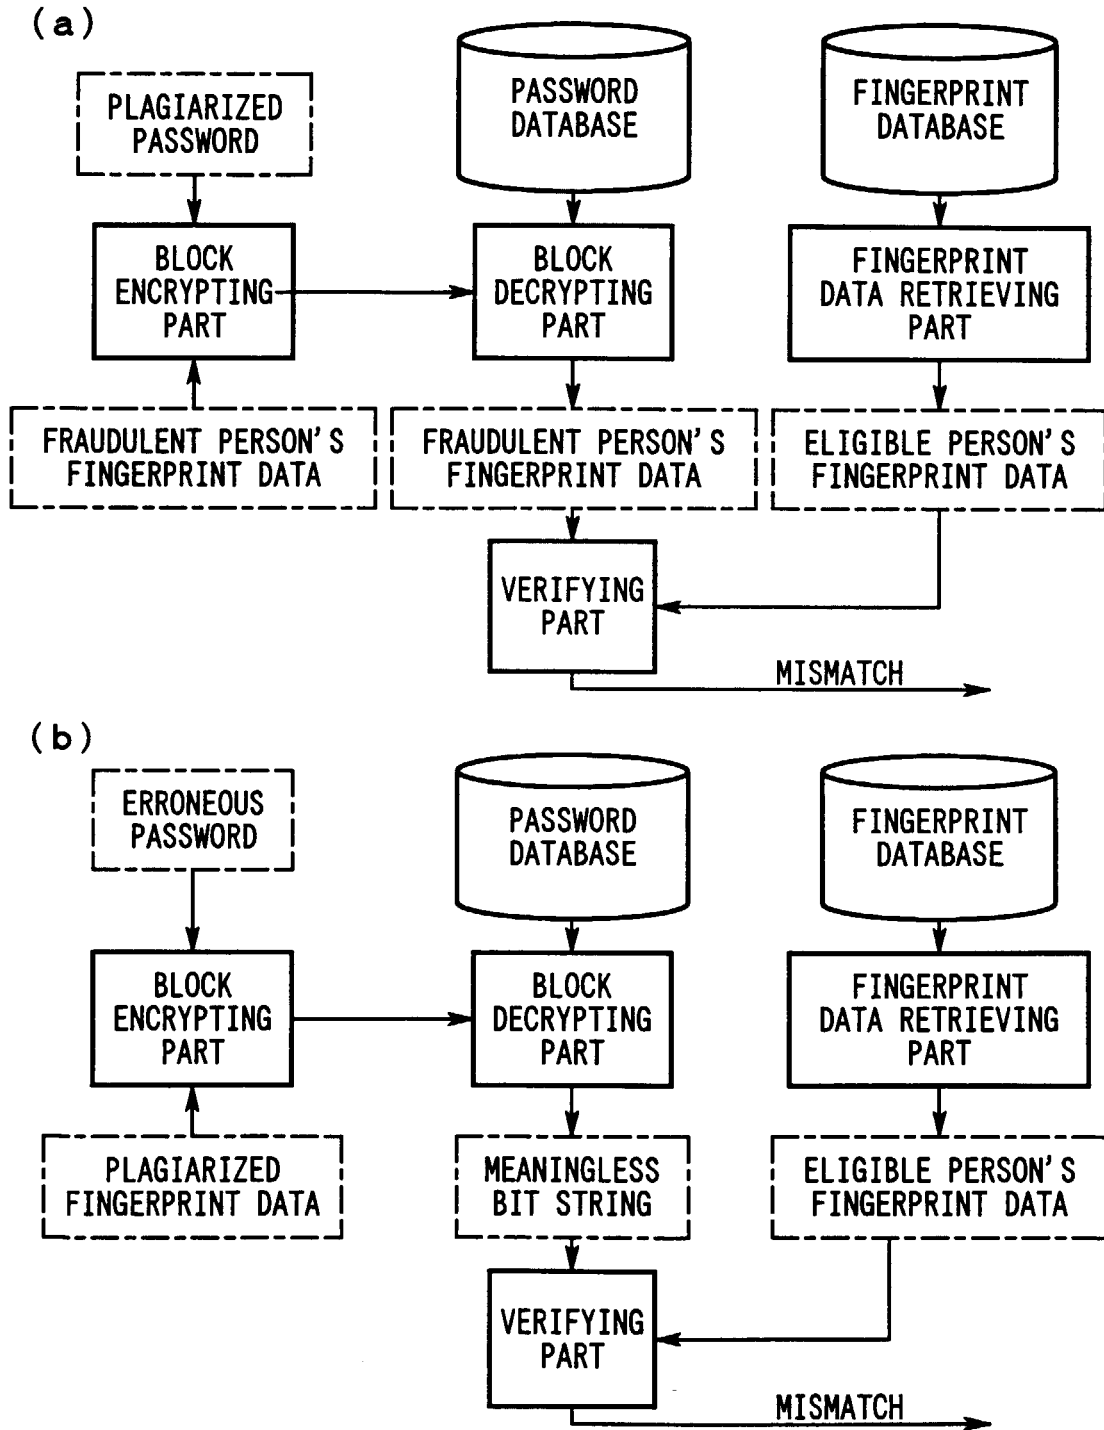 (a)
PLAGIARIZED
PASSWORD
PASSWORD
DATABASE
FINGERPRINT
DATABASE
BLOCK
ENCRYPTING
PART
BLOCK
DECRYPTING
PART
FINGERPRINT
DATA RETRIEVING
PART
FRAUDULENT PERSON'S
FINGERPRINT DATA
FRAUDULENT PERSON'S
FINGERPRINT DATA
ELIGIBLE PERSON'S
FINGERPRINT DATA
VERIFYING
PART
MISMATCH
(b)
ERRONEOUS
PASSWORD
PASSWORD
DATABASE
FINGERPRINT
DATABASE
BLOCK
ENCRYPTING
PART
BLOCK
DECRYPTING
PART
FINGERPRINT
DATA RETRIEVING
PART
PLAGIARIZED
FINGERPRINT DATA
MEANINGLESS
BIT STRING
ELIGIBLE PERSON'S
FINGERPRINT DATA
VERIFYING
PART
MISMATCH